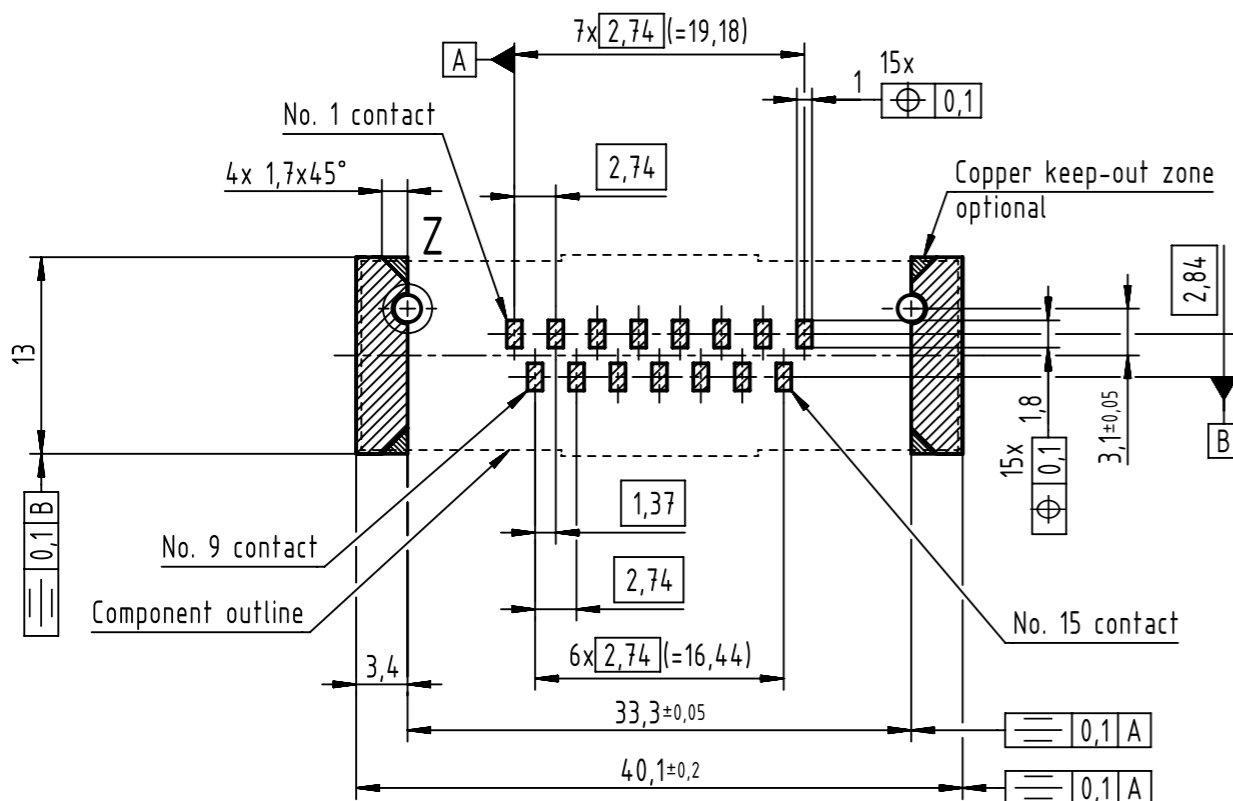 7x 2,74 (=19,18)
A
15x
1
⌖ 0,1
No. 1 contact
4x 1,7x45°
2,74
Copper keep-out zone
optional
Z
2,84
13
1,8
15x
⌖ 0,1
3,1±0,05
B
0,1 B
1,37
No. 9 contact
2,74
Component outline
No. 15 contact
6x 2,74 (=16,44)
3,4
33,3±0,05
0,1 A
40,1±0,2
0,1 A